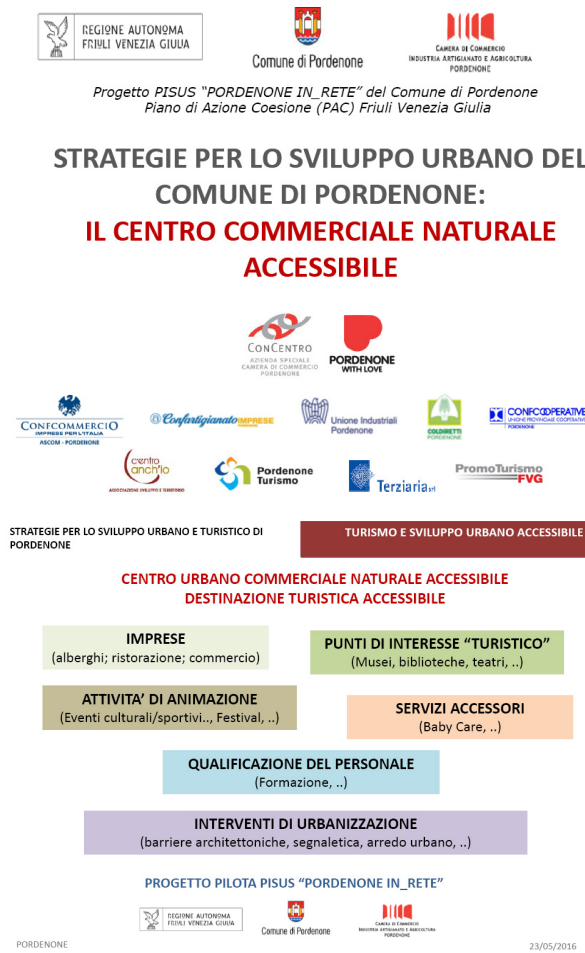 REGIONE AUTONOMA
FRIULI VENEZIA GIULIA
Comune di Pordenone
CAMERA DI COMMERCIO
INDUSTRIA ARTIGIANATO E AGRICOLTURA
PORDENONE
Progetto PISUS "PORDENONE IN_RETE" del Comune di Pordenone
Piano di Azione Coesione (PAC) Friuli Venezia Giulia
STRATEGIE PER LO SVILUPPO URBANO DEL
COMUNE DI PORDENONE:
IL CENTRO COMMERCIALE NATURALE
ACCESSIBILE
CONCENTRO
AZIENDA SPECIALE
CAMERA DI COMMERCIO
PORDENONE
PORDENONE
WITH LOVE
CONFCOMMERCIO
IMPRESE PER L'ITALIA
ASCOM - PORDENONE
Confartigianato IMPRESE
PORDENONE
Unione Industriali
Pordenone
COLDIRETTI
PORDENONE
CONFCOOPERATIVE
UNIONE PROVINCIALE COOPERATIVE
PORDENONE
centro
anch'io
ASSOCIAZIONE SVILUPPO E TERRITORIO
Pordenone
Turismo
Terziaria srl
PromoTurismo
FVG
STRATEGIE PER LO SVILUPPO URBANO E TURISTICO DI
PORDENONE
TURISMO E SVILUPPO URBANO ACCESSIBILE
CENTRO URBANO COMMERCIALE NATURALE ACCESSIBILE
DESTINAZIONE TURISTICA ACCESSIBILE
IMPRESE
(alberghi; ristorazione; commercio)
PUNTI DI INTERESSE "TURISTICO"
(Musei, biblioteche, teatri, ..)
ATTIVITA' DI ANIMAZIONE
(Eventi culturali/sportivi.., Festival, ..)
SERVIZI ACCESSORI
(Baby Care, ..)
QUALIFICAZIONE DEL PERSONALE
(Formazione, ..)
INTERVENTI DI URBANIZZAZIONE
(barriere architettoniche, segnaletica, arredo urbano, ..)
PROGETTO PILOTA PISUS "PORDENONE IN_RETE"
REGIONE AUTONOMA
FRIULI VENEZIA GIULIA
Comune di Pordenone
CAMERA DI COMMERCIO
INDUSTRIA ARTIGIANATO E AGRICOLTURA
PORDENONE
PORDENONE
23/05/2016